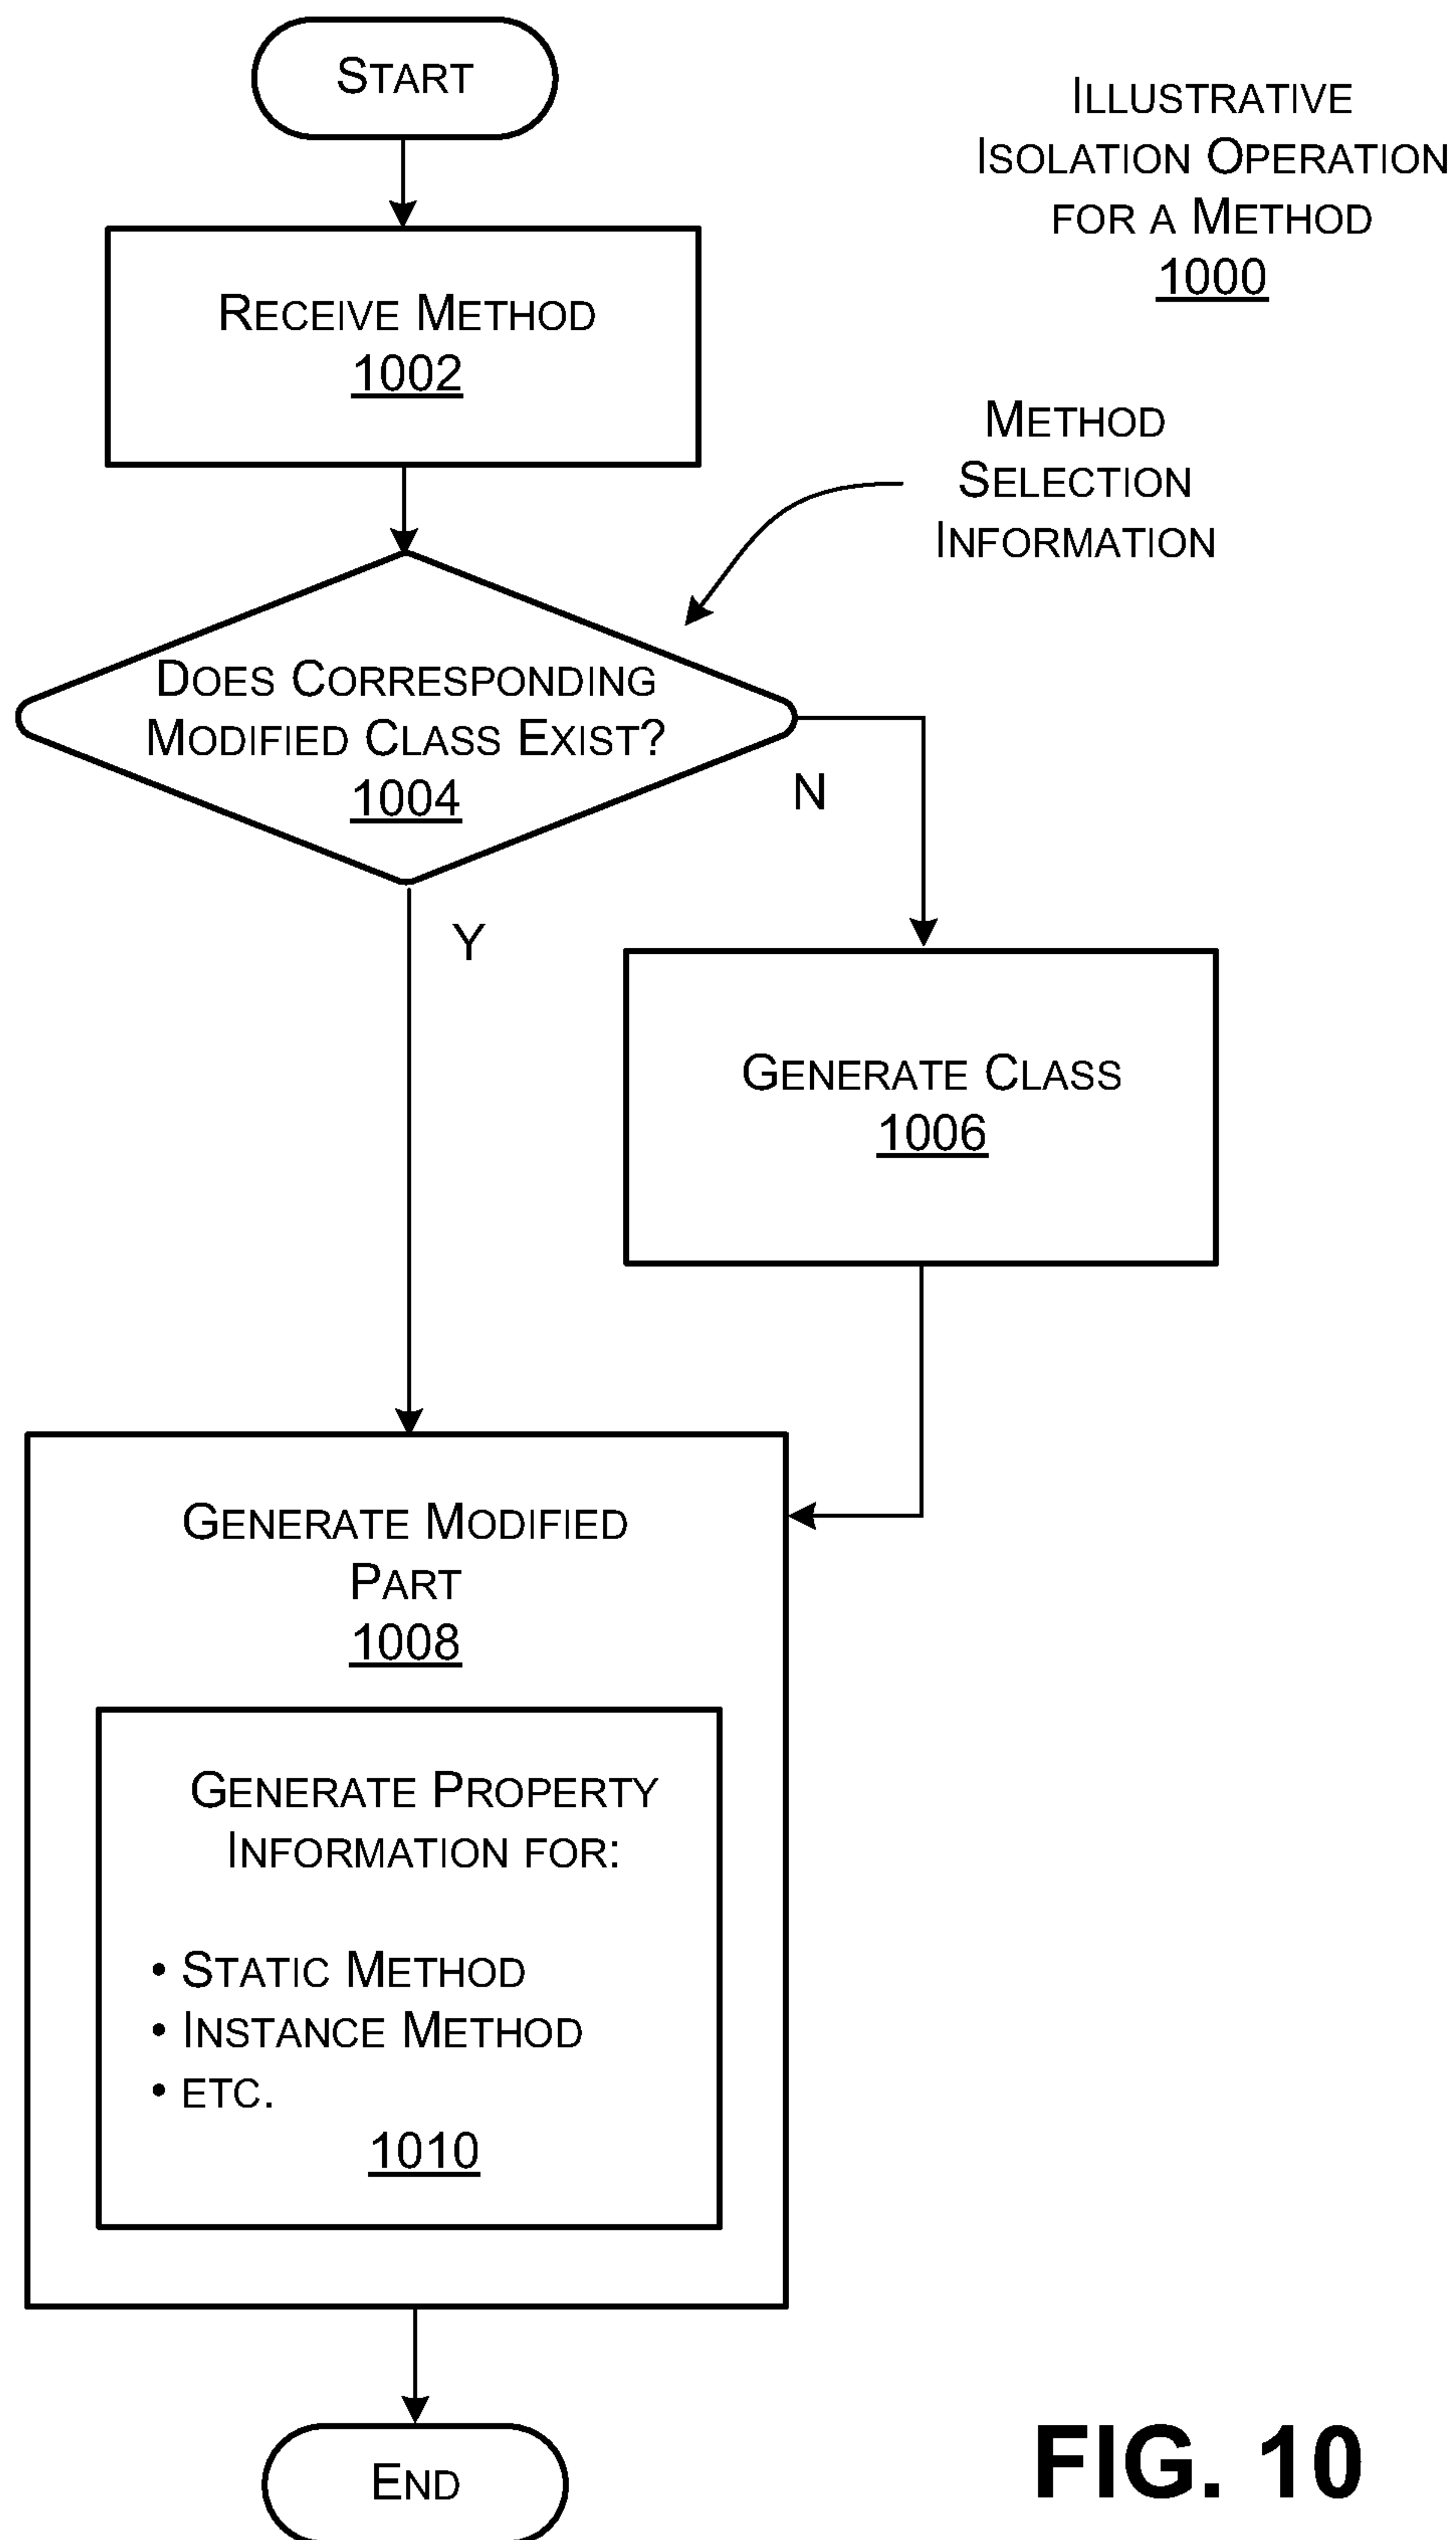 START
ILLUSTRATIVE
ISOLATION OPERATION
FOR A METHOD
1000
RECEIVE METHOD
1002
METHOD
SELECTION
INFORMATION
DOES CORRESPONDING
MODIFIED CLASS EXIST?
1004
N
Y
GENERATE CLASS
1006
GENERATE MODIFIED
PART
1008
GENERATE PROPERTY
INFORMATION FOR:
• STATIC METHOD
• INSTANCE METHOD
• ETC.
1010
END
FIG. 10